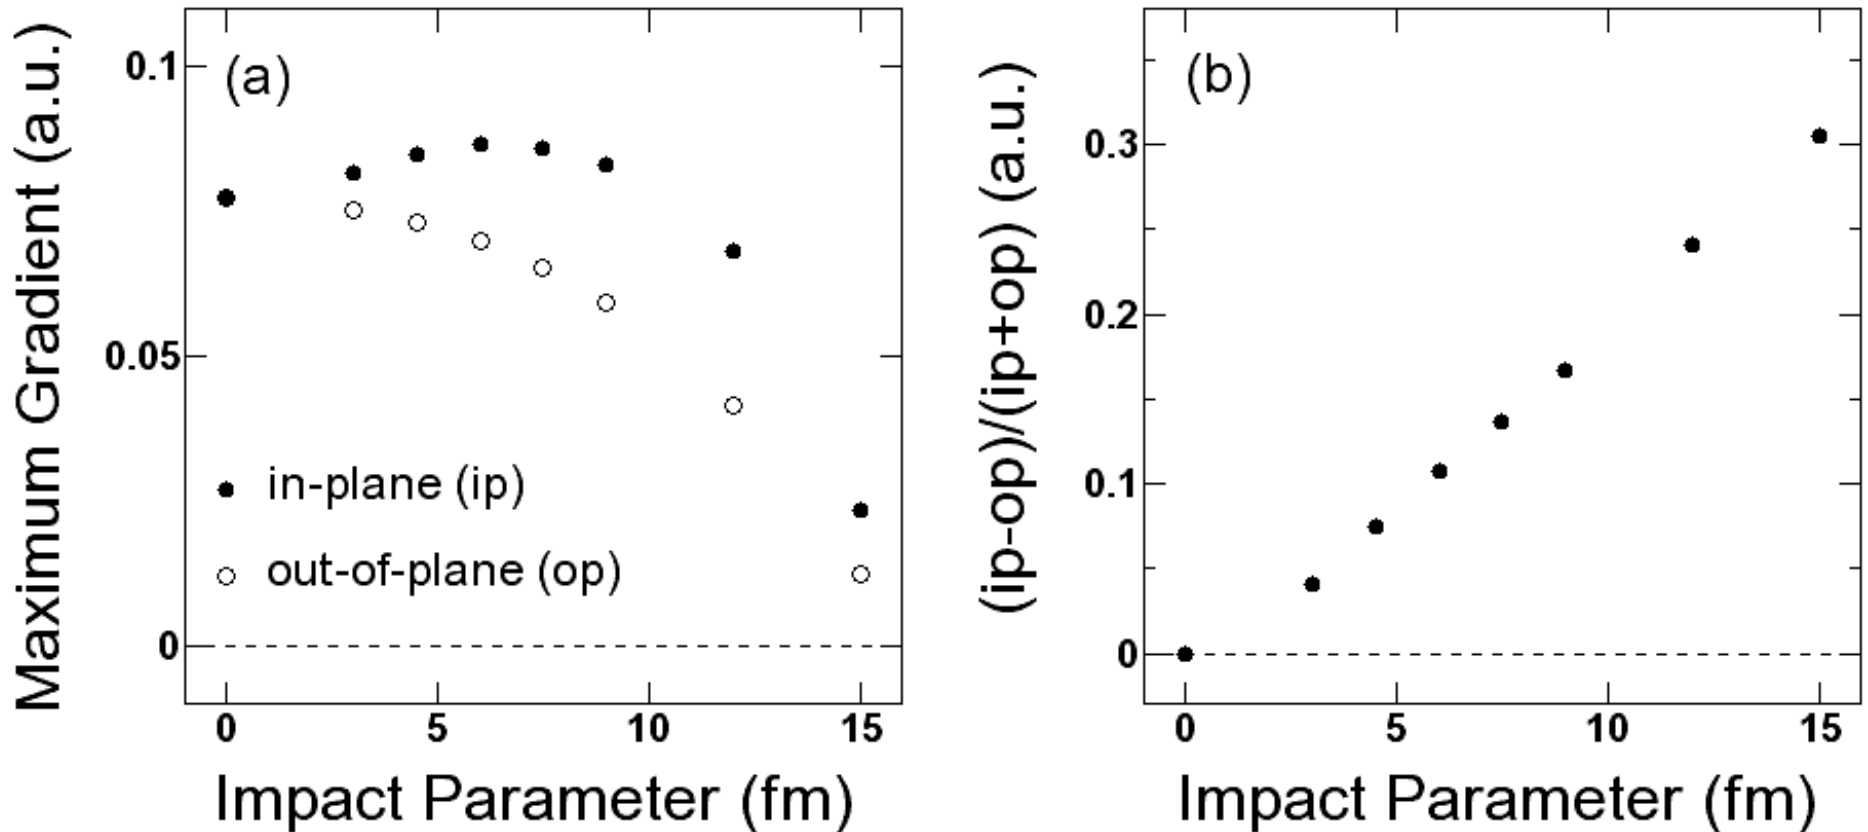 Maximum Gradient (a.u.)
0.1
0.05
0
(a)
in-plane (ip)
out-of-plane (op)
0 5 10 15
Impact Parameter (fm)
(ip-op)/(ip+op) (a.u.)
0.3
0.2
0.1
0
(b)
0 5 10 15
Impact Parameter (fm)